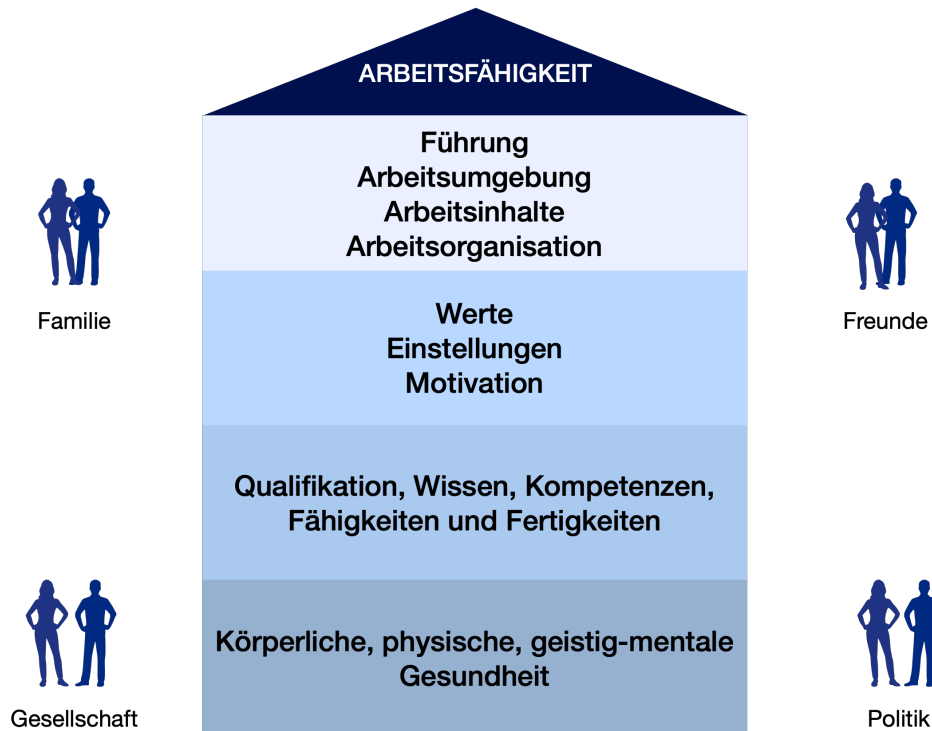 ARBEITSFÄHIGKEIT
Führung
Arbeitsumgebung
Arbeitsinhalte
Arbeitsorganisation
Familie
Freunde
Werte
Einstellungen
Motivation
Qualifikation, Wissen, Kompetenzen,
Fähigkeiten und Fertigkeiten
Körperliche, physische, geistig-mentale
Gesundheit
Gesellschaft
Politik